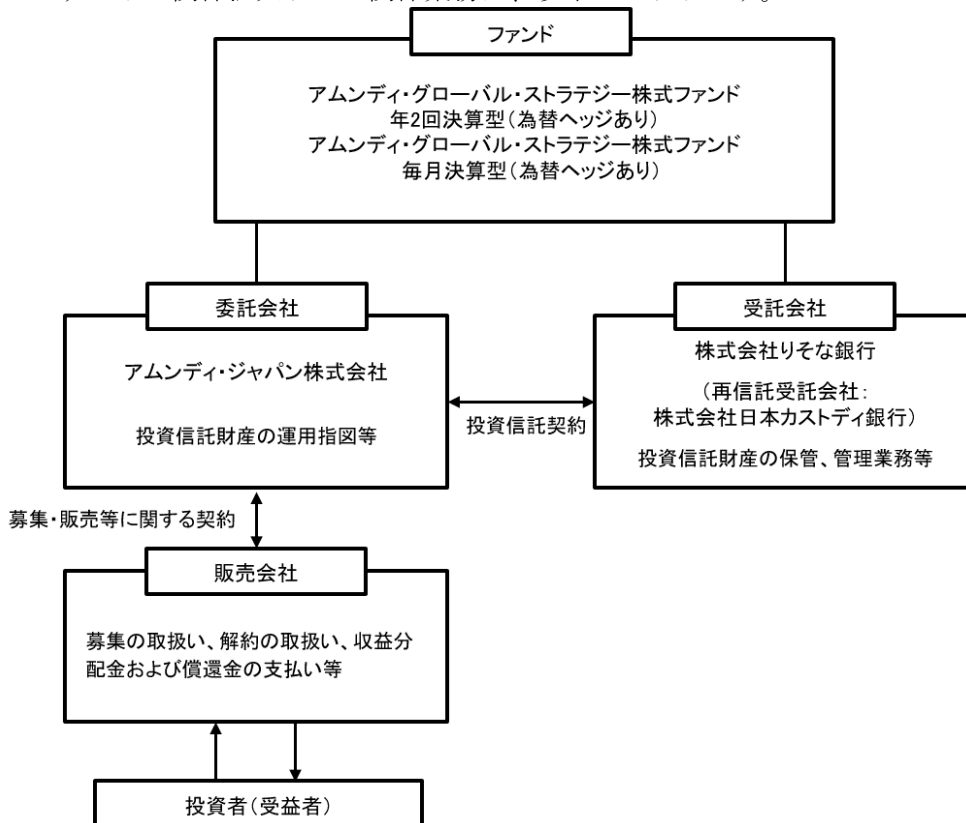 ファンド
アムンディ・グローバル・ストラテジー株式ファンド
年2回決算型（為替ヘッジあり）
アムンディ・グローバル・ストラテジー株式ファンド
毎月決算型（為替ヘッジあり）
委託会社
アムンディ・ジャパン株式会社
投資信託財産の運用指図等
投資信託契約
受託会社
株式会社りそな銀行
（再信託受託会社：
株式会社日本カストディ銀行）
投資信託財産の保管、管理業務等
募集・販売等に関する契約
販売会社
募集の取扱い、解約の取扱い、収益分
配金および償還金の支払い等
投資者（受益者）